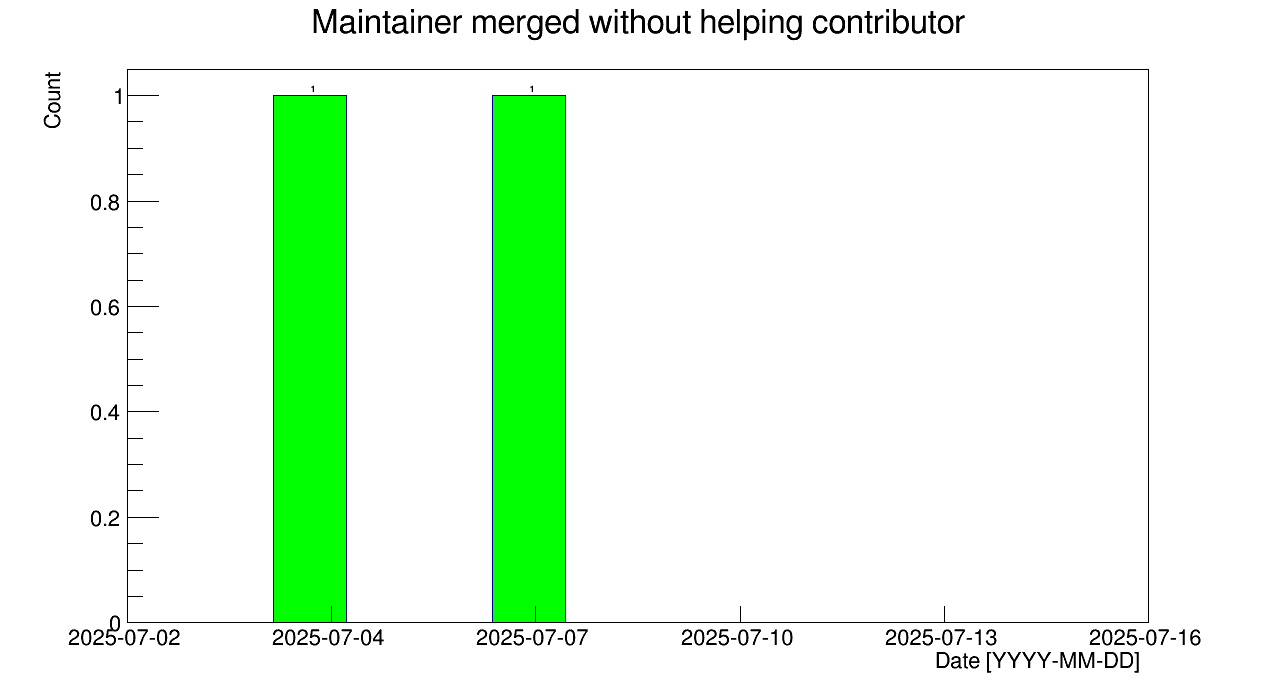 Maintainer merged without helping contributor
Count
1
1
1
0.8
0.6
0.4
0.2
0
2025-07-02 2025-07-04 2025-07-07 2025-07-10 2025-07-13 2025-07-16
Date [YYYY-MM-DD]